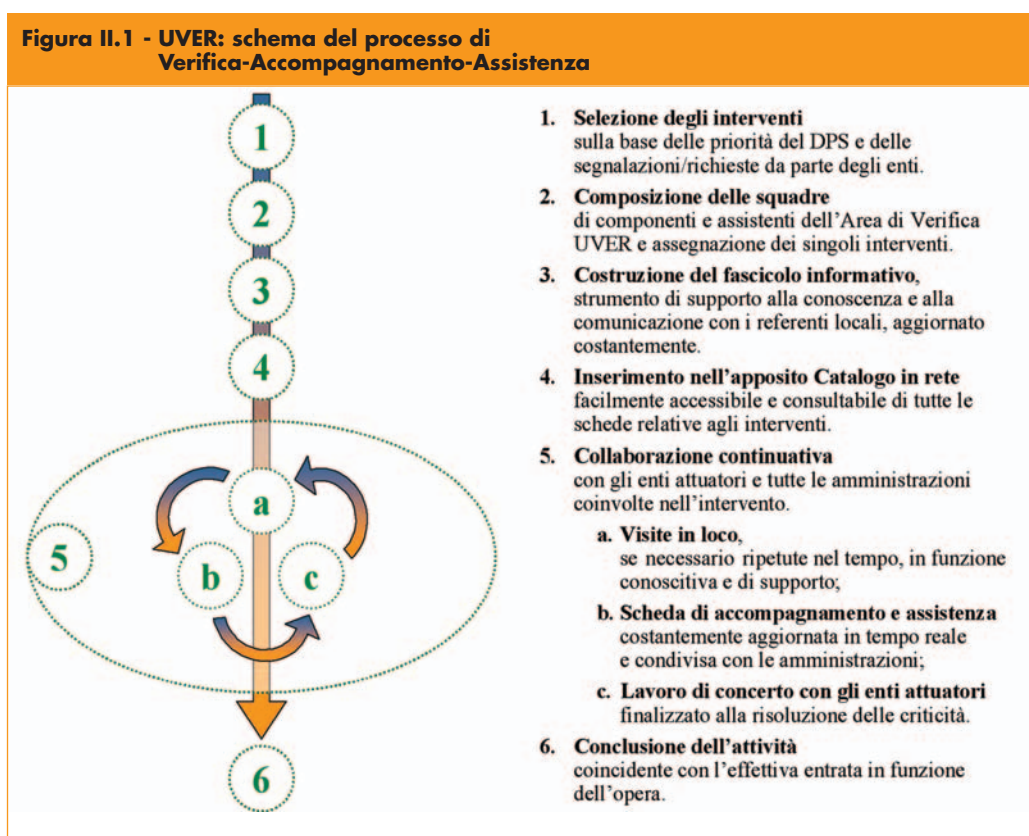 Figura II.1 - UVER: schema del processo di
Verifica-Accompagnamento-Assistenza
1
2
3
4
a
b
c
5
6
1. Selezione degli interventi
sulla base delle priorità del DPS e delle
segnalazioni/richieste da parte degli enti.
2. Composizione delle squadre
di componenti e assistenti dell'Area di Verifica
UVER e assegnazione dei singoli interventi.
3. Costruzione del fascicolo informativo,
strumento di supporto alla conoscenza e alla
comunicazione con i referenti locali, aggiornato
costantemente.
4. Inserimento nell'apposito Catalogo in rete
facilmente accessibile e consultabile di tutte le
schede relative agli interventi.
5. Collaborazione continuativa
con gli enti attuatori e tutte le amministrazioni
coinvolte nell'intervento.
a. Visite in loco,
se necessario ripetute nel tempo, in funzione
conoscitiva e di supporto;
b. Scheda di accompagnamento e assistenza
costantemente aggiornata in tempo reale
e condivisa con le amministrazioni;
c. Lavoro di concerto con gli enti attuatori
finalizzato alla risoluzione delle criticità.
6. Conclusione dell'attività
coincidente con l'effettiva entrata in funzione
dell'opera.